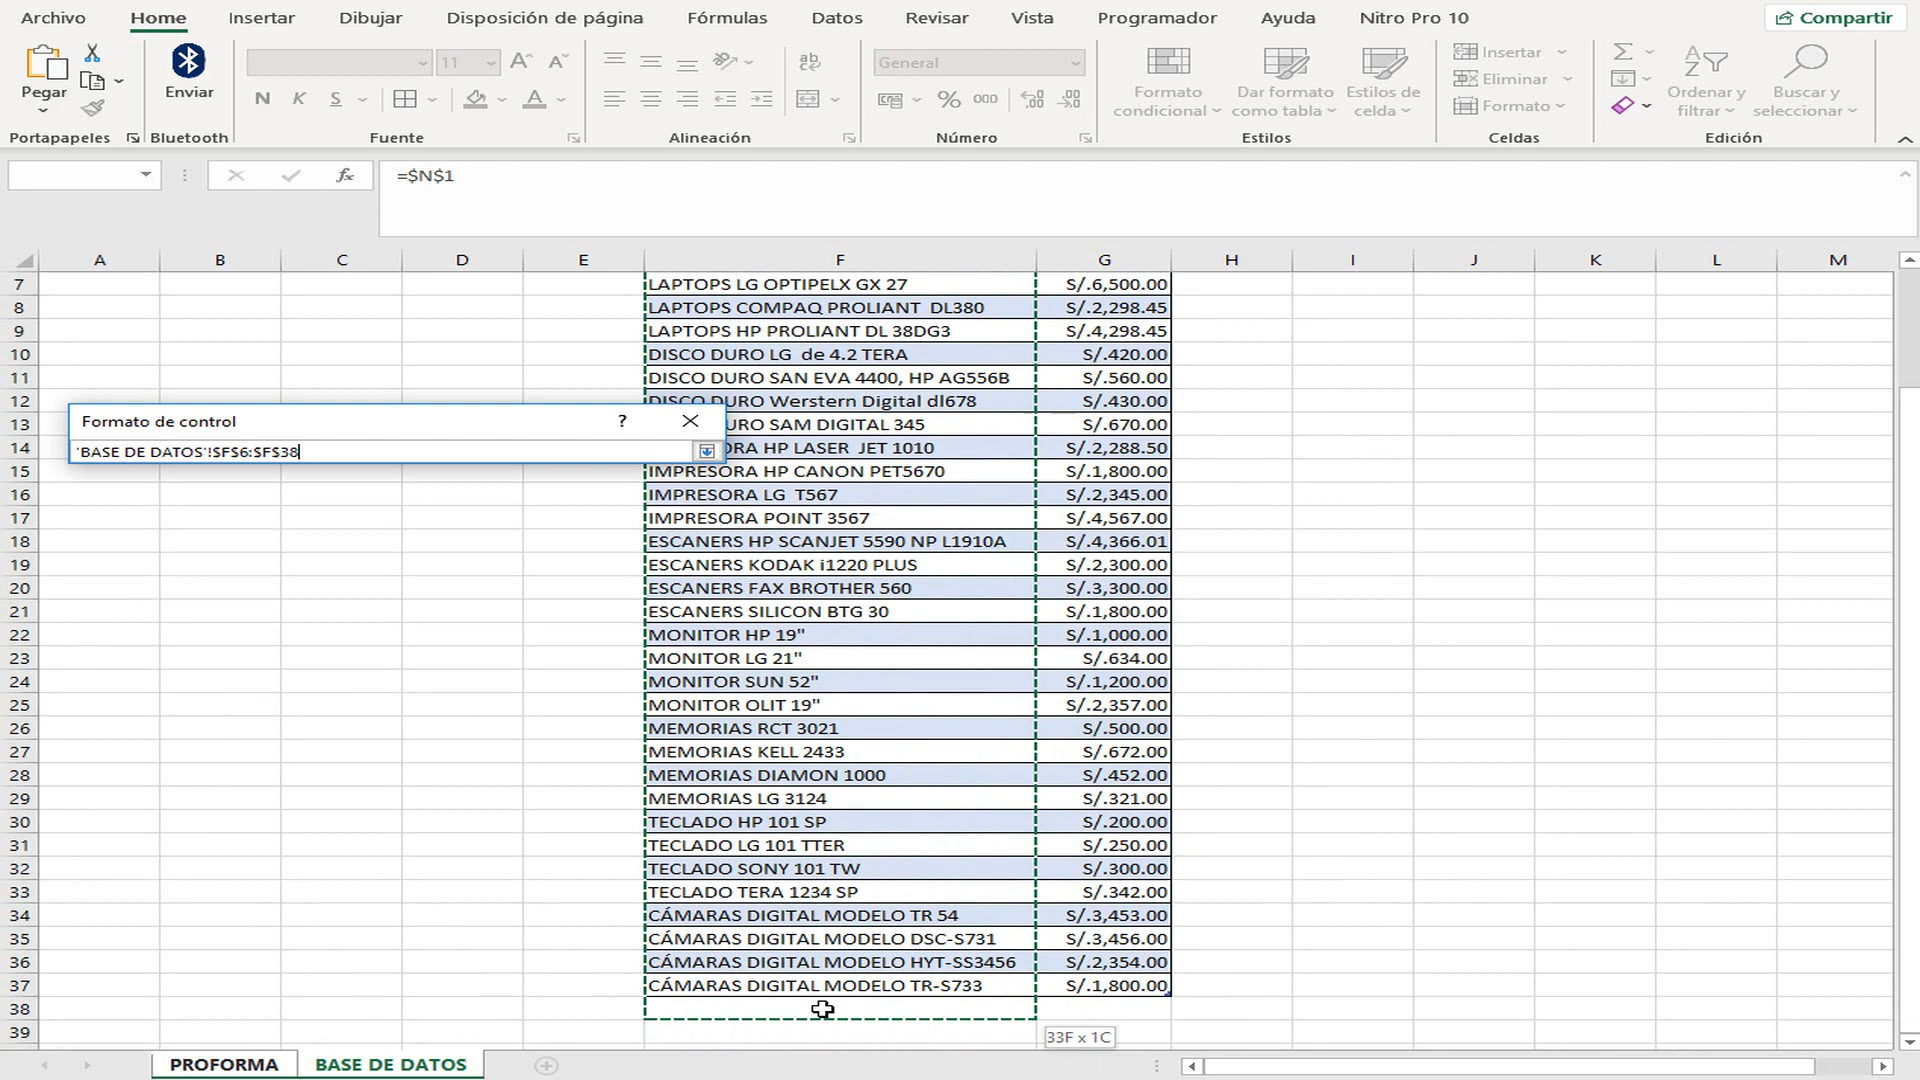 Archivo Home Insertar Dibujar Disposición de página Fórmulas Datos Revisar Vista Programador Ayuda Nitro Pro 10 Compartir
Pegar
Enviar
11
N K S
A
General
% 000
Formato condicional
Dar formato como tabla
Estilos de celda
Insertar
Eliminar
Formato
Ordenar y filtrar
Buscar y seleccionar
Portapapeles Bluetooth Fuente Alineación Número Estilos Celdas Edición
fx =$N$1
A B C D E F G H I J K L M
7 LAPTOPS LG OPTIPELX GX 27 S/.6,500.00
8 LAPTOPS COMPAQ PROLIANT DL380 S/.2,298.45
9 LAPTOPS HP PROLIANT DL 38DG3 S/.4,298.45
10 DISCO DURO LG de 4.2 TERA S/.420.00
11 DISCO DURO SAN EVA 4400, HP AG556B S/.560.00
12 DISCO DURO Werstern Digital dl678 S/.430.00
Formato de control ? 
13 URO SAM DIGITAL 345 S/.670.00
14 RA HP LASER JET 1010 S/.2,288.50
'BASE DE DATOS'!$F$6:$F$38
15 IMPRESORA HP CANON PET5670 S/.1,800.00
16 IMPRESORA LG T567 S/.2,345.00
17 IMPRESORA POINT 3567 S/.4,567.00
18 ESCANERS HP SCANJET 5590 NP L1910A S/.4,366.01
19 ESCANERS KODAK i1220 PLUS S/.2,300.00
20 ESCANERS FAX BROTHER 560 S/.3,300.00
21 ESCANERS SILICON BTG 30 S/.1,800.00
22 MONITOR HP 19" S/.1,000.00
23 MONITOR LG 21" S/.634.00
24 MONITOR SUN 52" S/.1,200.00
25 MONITOR OLIT 19" S/.2,357.00
26 MEMORIAS RCT 3021 S/.500.00
27 MEMORIAS KELL 2433 S/.672.00
28 MEMORIAS DIAMON 1000 S/.452.00
29 MEMORIAS LG 3124 S/.321.00
30 TECLADO HP 101 SP S/.200.00
31 TECLADO LG 101 TTER S/.250.00
32 TECLADO SONY 101 TW S/.300.00
33 TECLADO TERA 1234 SP S/.342.00
34 CÁMARAS DIGITAL MODELO TR 54 S/.3,453.00
35 CÁMARAS DIGITAL MODELO DSC-S731 S/.3,456.00
36 CÁMARAS DIGITAL MODELO HYT-SS3456 S/.2,354.00
37 CÁMARAS DIGITAL MODELO TR-S733 S/.1,800.00
38
39
33F x 1C
PROFORMA BASE DE DATOS